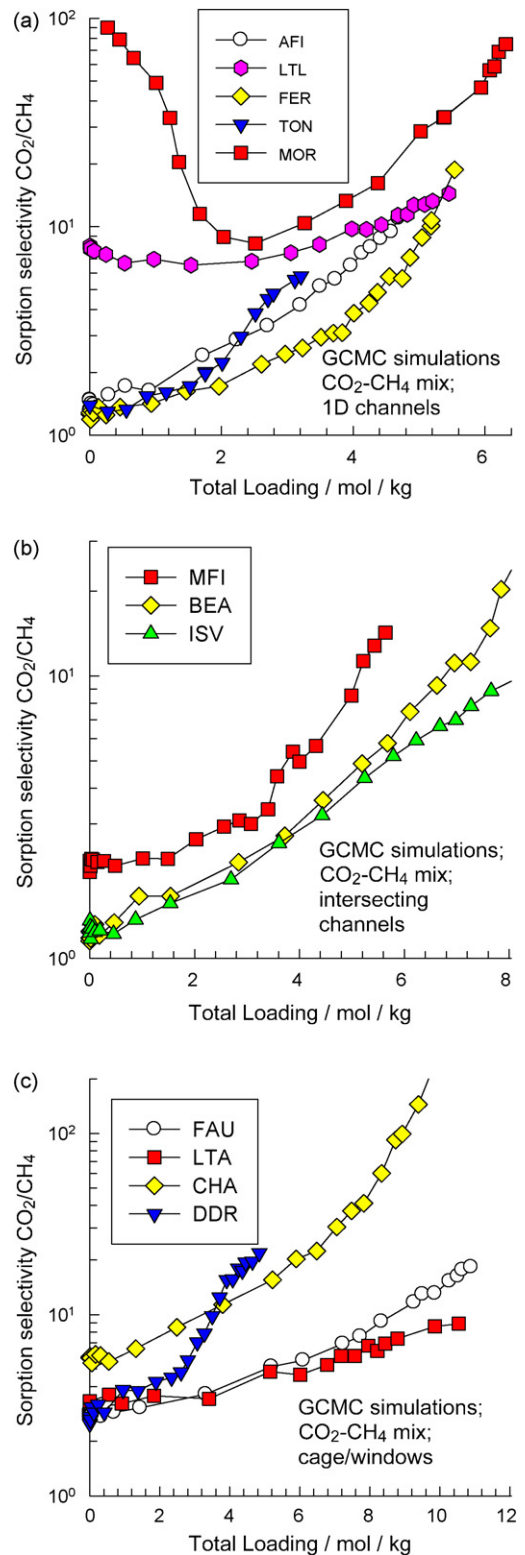 (a)
10²
10¹
10⁰
Sorption selectivity CO₂/CH₄
AFI
LTL
FER
TON
MOR
GCMC simulations
CO₂-CH₄ mix;
1D channels
0 2 4 6
Total Loading / mol / kg
(b)
10¹
10⁰
Sorption selectivity CO₂/CH₄
MFI
BEA
ISV
GCMC simulations;
CO₂-CH₄ mix;
intersecting
channels
0 2 4 6 8
Total Loading / mol / kg
(c)
10²
10¹
10⁰
Sorption selectivity CO₂/CH₄
FAU
LTA
CHA
DDR
GCMC simulations;
CO₂-CH₄ mix;
cage/windows
0 2 4 6 8 10 12
Total Loading / mol / kg